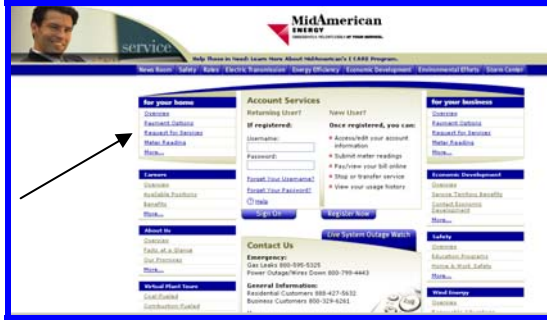 MidAmerican
ENERGY
service
Help Those in Need: Learn More About MidAmerican's I CARE Program.
News Room Safety Rates Electric Transmission Energy Efficiency Economic Development Environmental Efforts Storm Center
for your home
Overview
Payment Options
Request for Services
Meter Reading
More...
Careers
Overview
Available Positions
Benefits
More...
About Us
Overview
Facts at a Glance
Our Promises
More...
Virtual Plant Tours
Coal-Fueled
Combustion-Fueled
Account Services
Returning User?
If registered:
Username:
Password:
Forgot Your Username?
Forgot Your Password?
Help
Sign On
New User?
Once registered, you can:
Access/edit your account
information
Submit meter readings
Pay/view your bill online
Stop or transfer service
View your usage history
Register Now
Live System Outage Watch
Contact Us
Emergency:
Gas Leaks 800-595-5325
Power Outage/Wires Down 800-799-4443
General Information:
Residential Customers 888-427-5632
Business Customers 800-329-6261
for your business
Overview
Payment Options
Request for Services
Meter Reading
More...
Economic Development
Overview
Service Territory Benefits
Contact Economic
Development
More...
Safety
Overview
Education Programs
Home & Work Safety
More...
Wind Energy
Overview